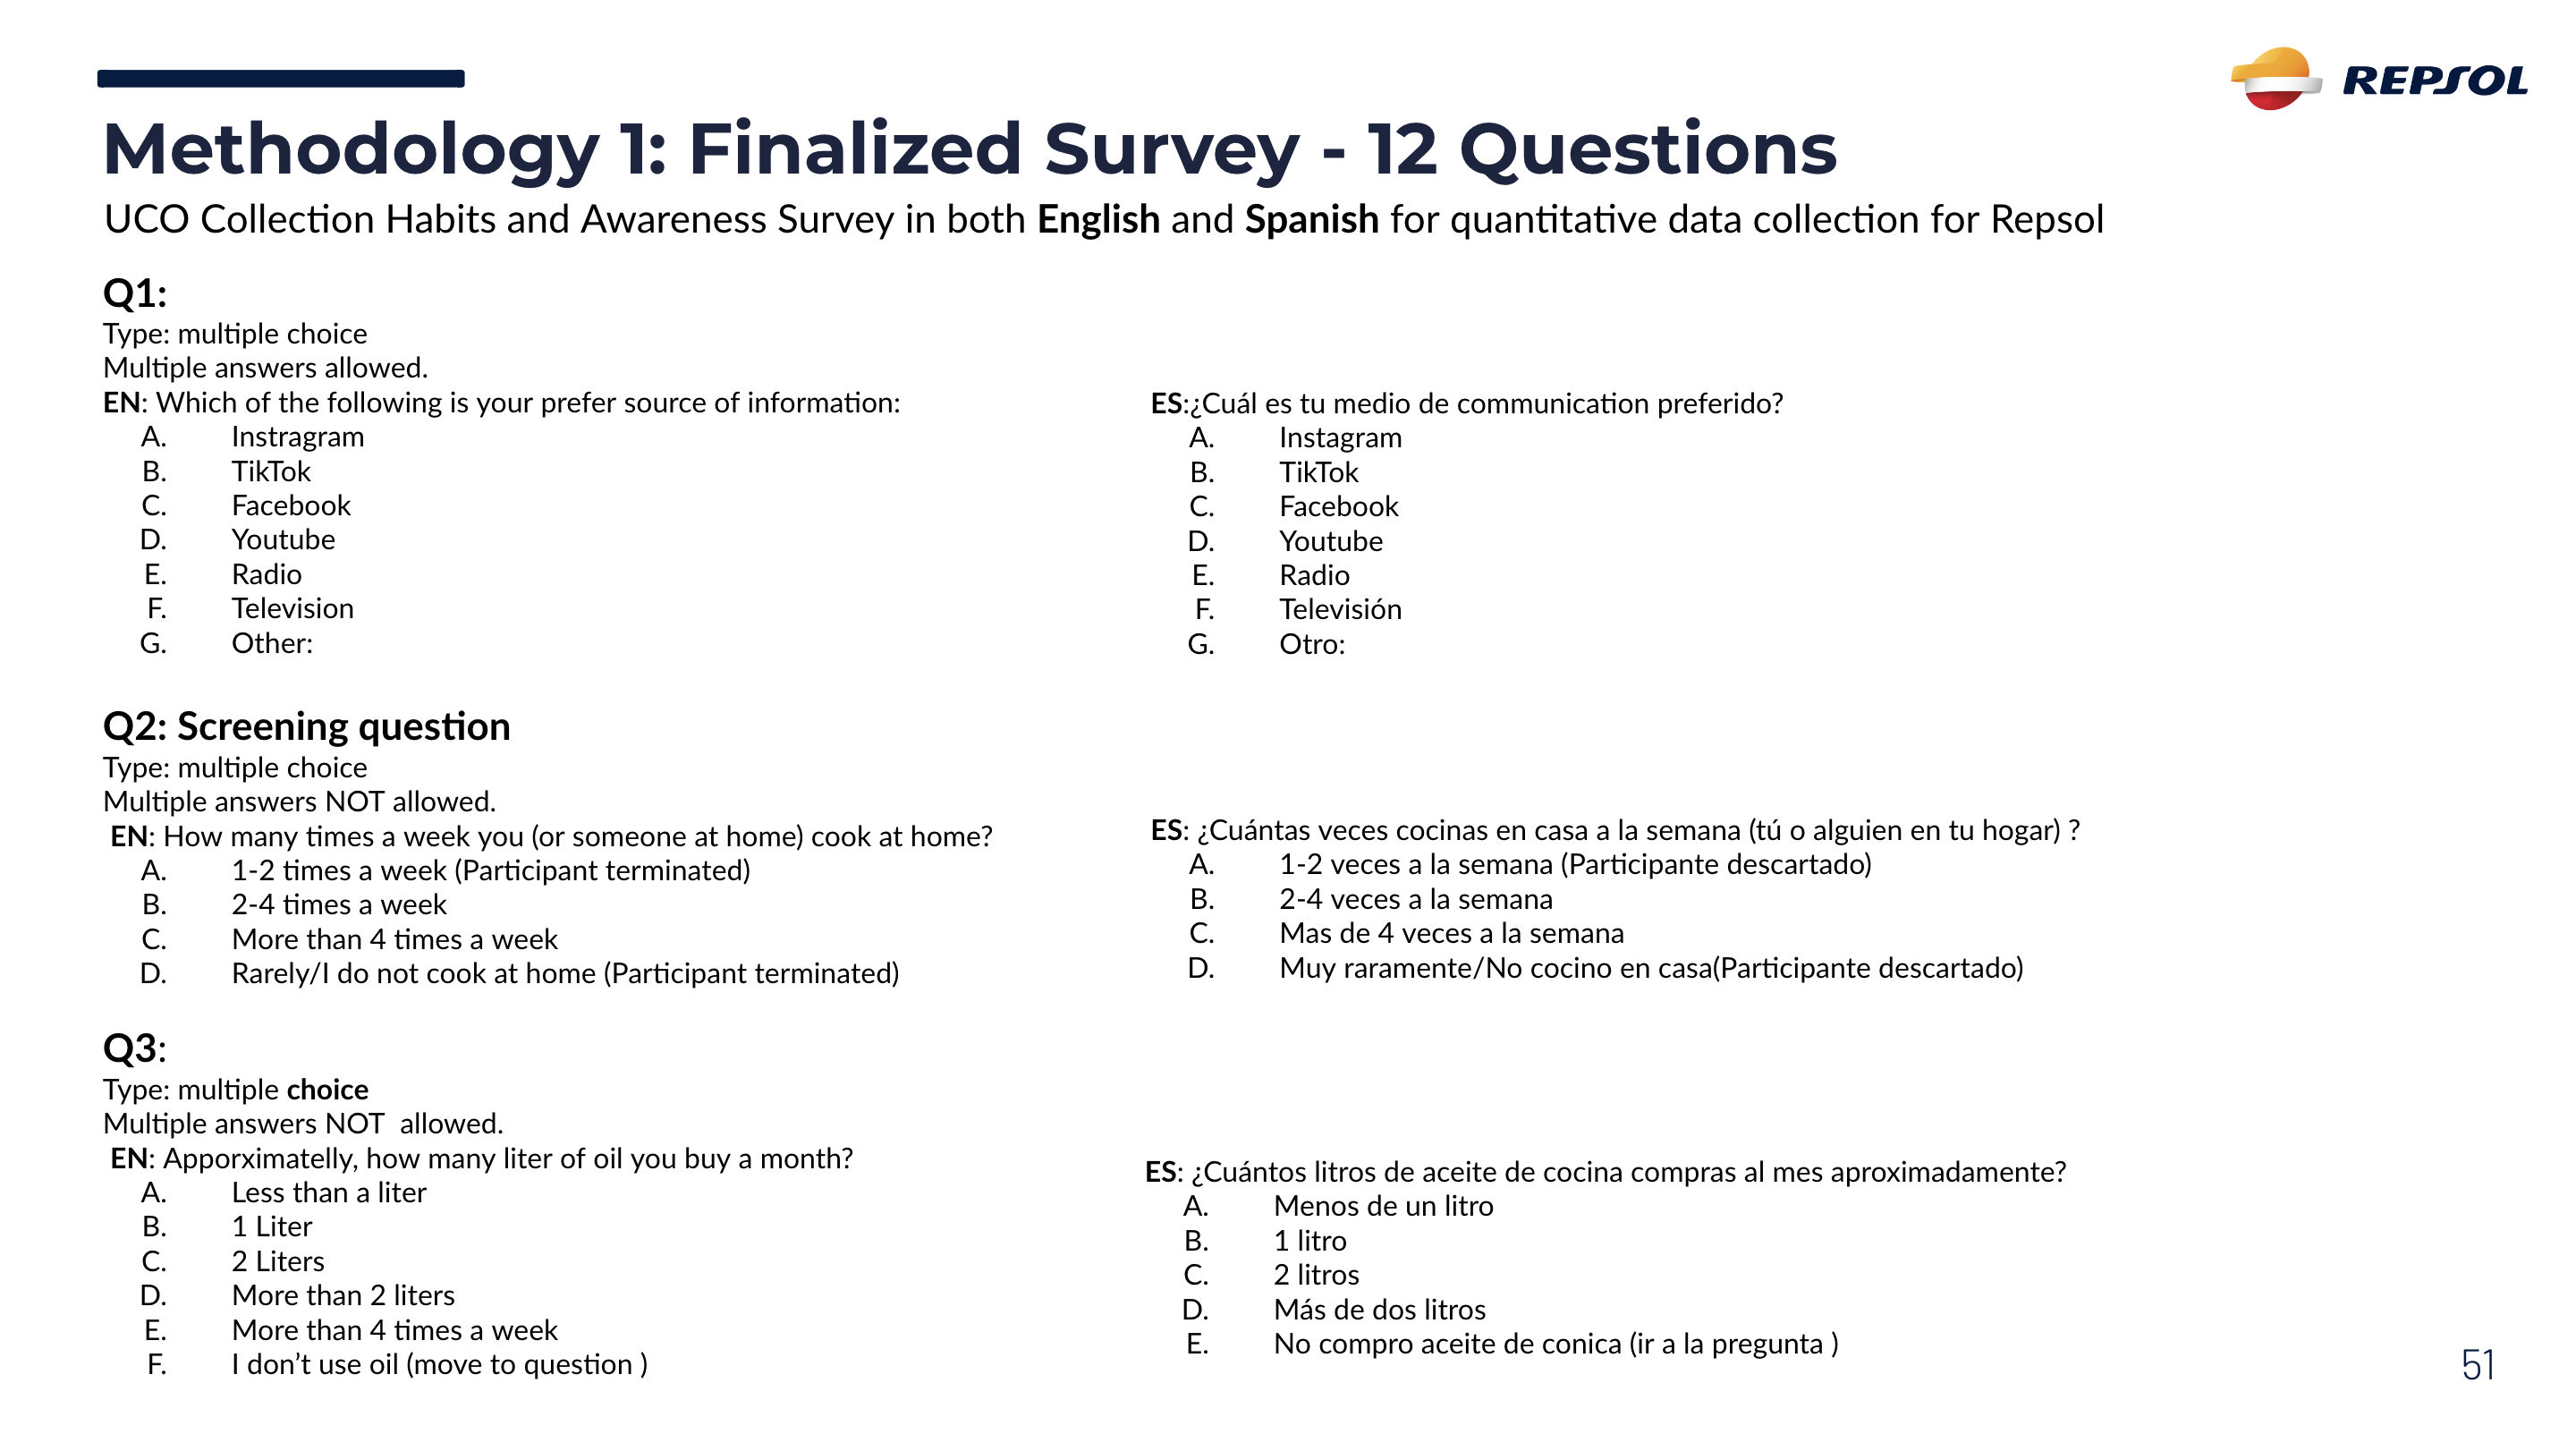 REPSOL
Methodology 1: Finalized Survey - 12 Questions
UCO Collection Habits and Awareness Survey in both English and Spanish for quantitative data collection for Repsol
Q1:
Type: multiple choice
Multiple answers allowed.
EN: Which of the following is your prefer source of information:
A. Instragram
B. TikTok
C. Facebook
D. Youtube
E. Radio
F. Television
G. Other:
ES:¿Cuál es tu medio de communication preferido?
A. Instagram
B. TikTok
C. Facebook
D. Youtube
E. Radio
F. Televisión
G. Otro:
Q2: Screening question
Type: multiple choice
Multiple answers NOT allowed.
EN: How many times a week you (or someone at home) cook at home?
A. 1-2 times a week (Participant terminated)
B. 2-4 times a week
C. More than 4 times a week
D. Rarely/I do not cook at home (Participant terminated)
ES: ¿Cuántas veces cocinas en casa a la semana (tú o alguien en tu hogar) ?
A. 1-2 veces a la semana (Participante descartado)
B. 2-4 veces a la semana
C. Mas de 4 veces a la semana
D. Muy raramente/No cocino en casa(Participante descartado)
Q3:
Type: multiple choice
Multiple answers NOT  allowed.
EN: Apporximatelly, how many liter of oil you buy a month?
A. Less than a liter
B. 1 Liter
C. 2 Liters
D. More than 2 liters
E. More than 4 times a week
F. I don’t use oil (move to question )
ES: ¿Cuántos litros de aceite de cocina compras al mes aproximadamente?
A. Menos de un litro
B. 1 litro
C. 2 litros
D. Más de dos litros
E. No compro aceite de conica (ir a la pregunta )
51